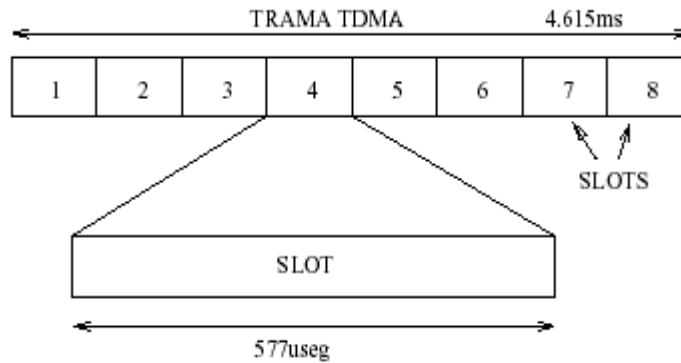 TRAMA TDMA 4.615ms
1 2 3 4 5 6 7 8
SLOTS
SLOT
577useg